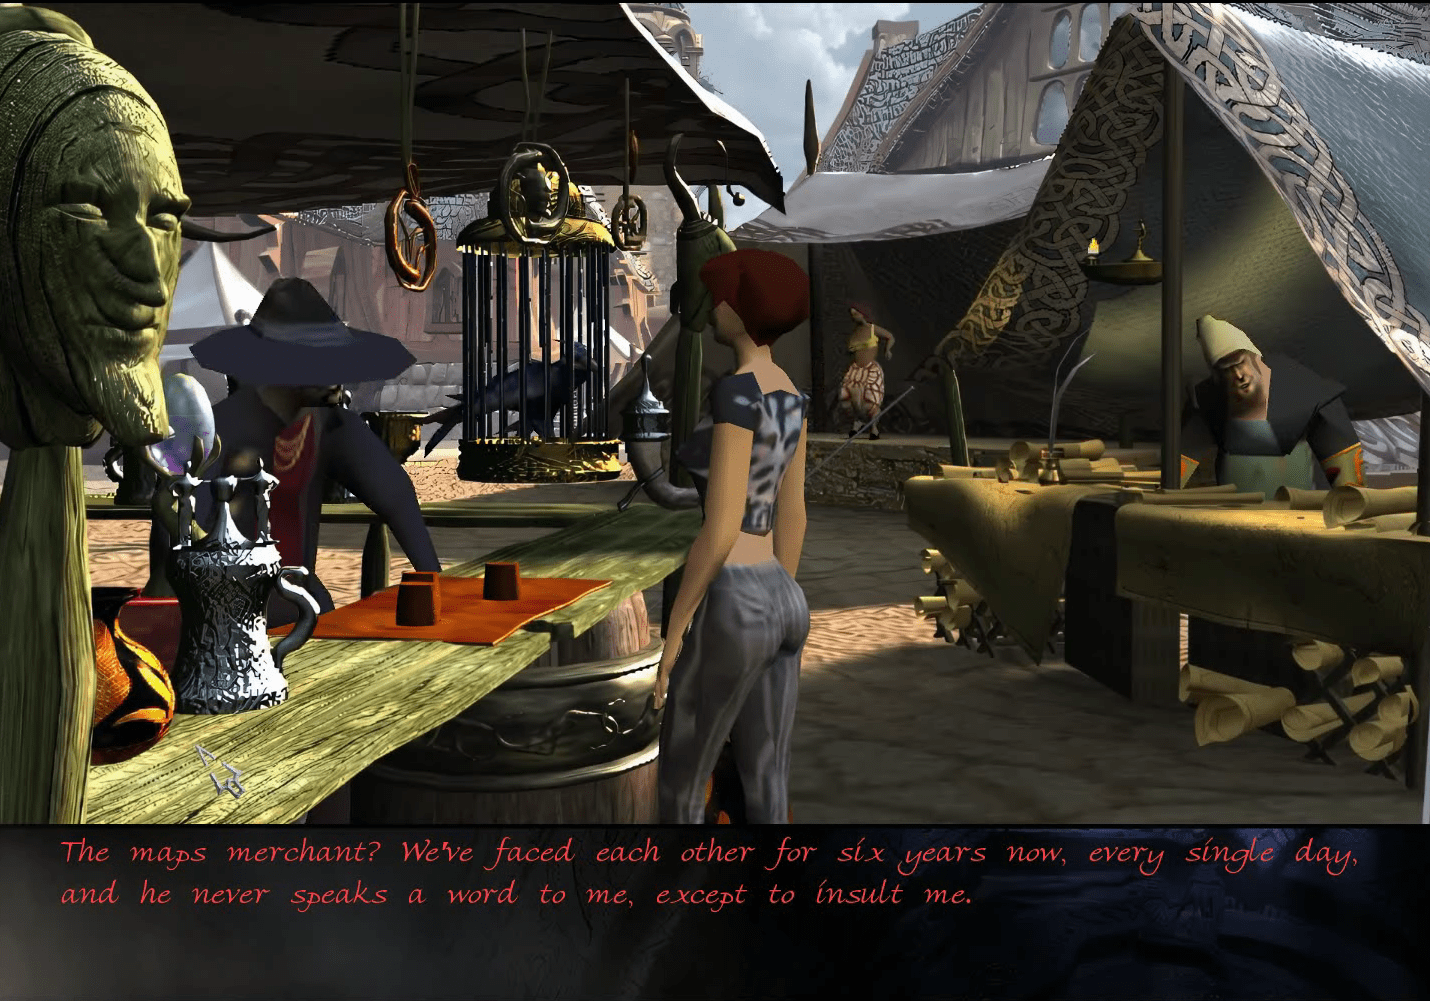 The maps merchant? We've faced each other for six years now, every single day,
and he never speaks a word to me, except to insult me.